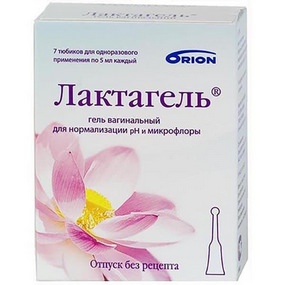 7 тюбиков для одноразового
применения по 5 мл каждый
ORION
Лактагель®
гель вагинальный
для нормализации pH и микрофлоры
Отпуск без рецепта